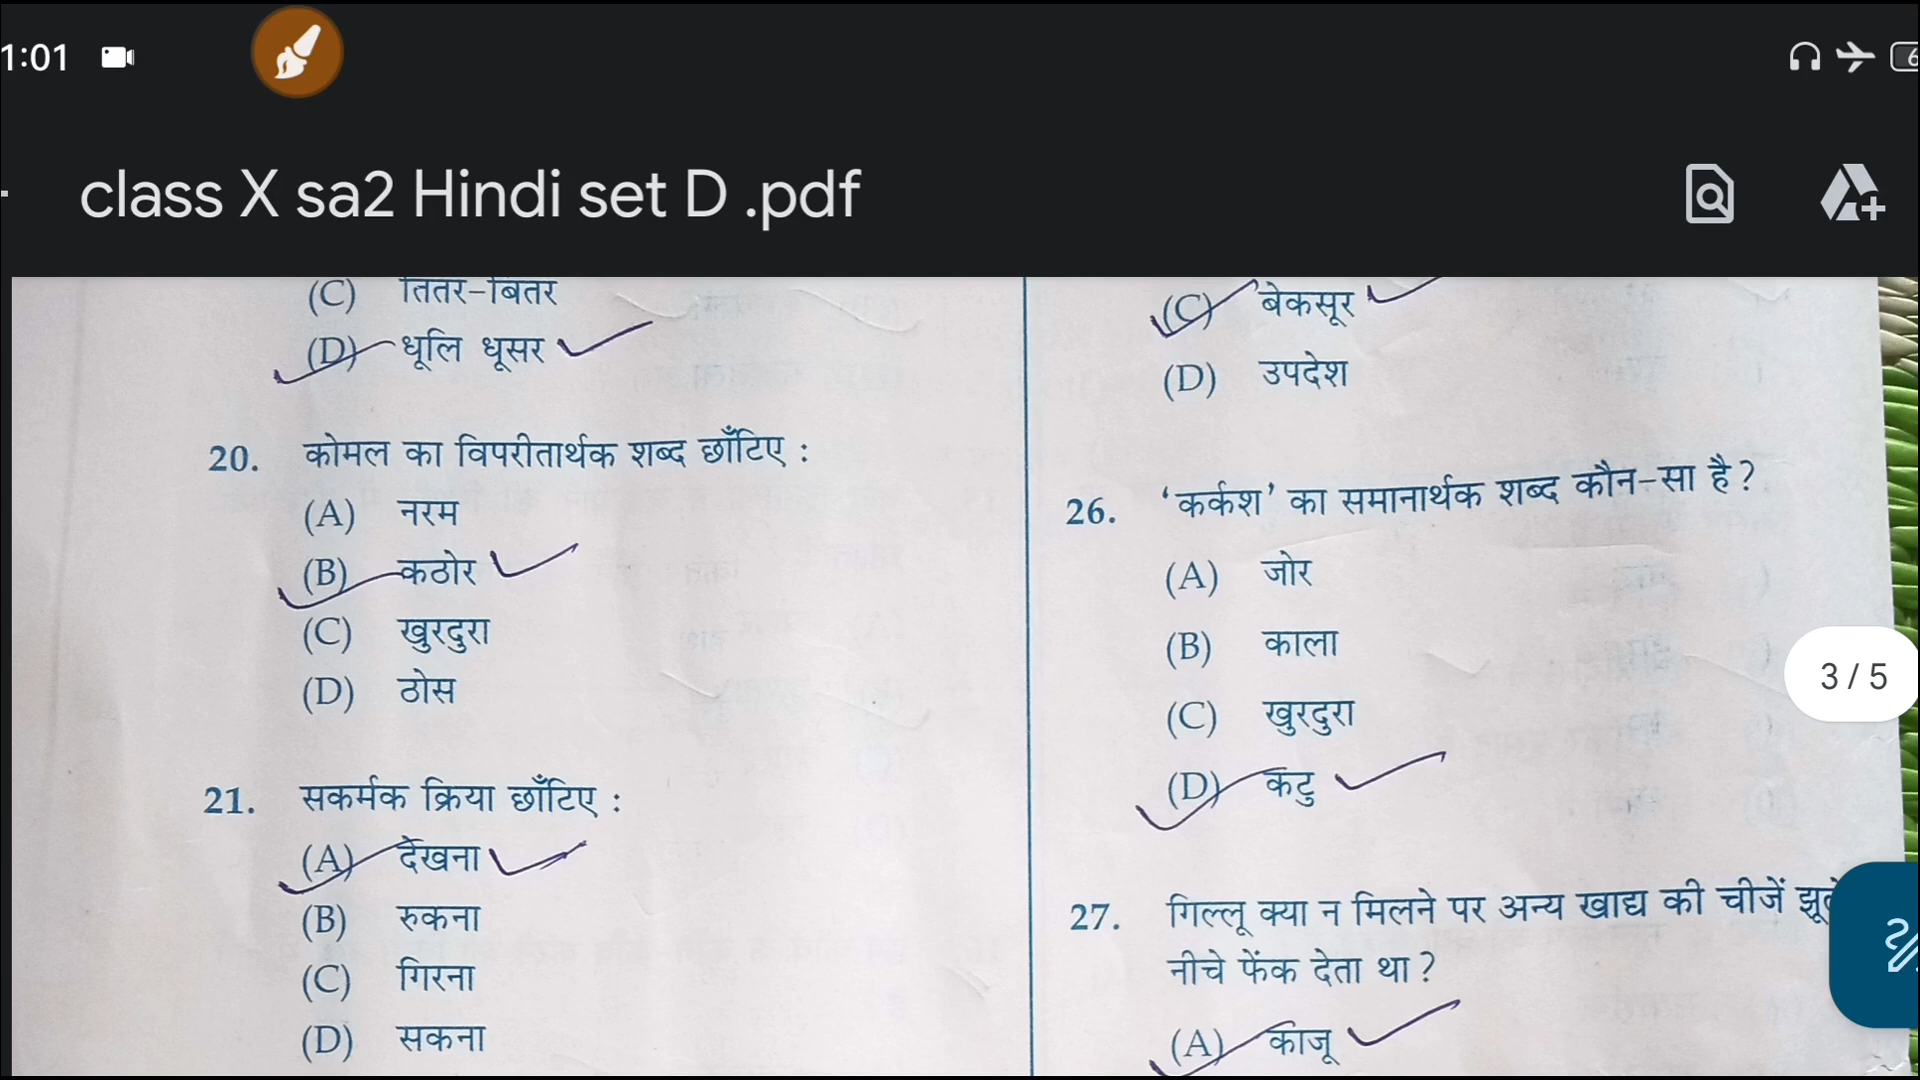 1:01
class X sa2 Hindi set D .pdf
(C) तितर-बितर
(D) धूलि धूसर
20. कोमल का विपरीतार्थक शब्द छाँटिए :
(A) नरम
(B) कठोर
(C) खुरदुरा
(D) ठोस
21. सकर्मक क्रिया छाँटिए :
(A) देखना
(B) रुकना
(C) गिरना
(D) सकना
(C) बेकसूर
(D) उपदेश
26. ‘कर्कश’ का समानार्थक शब्द कौन-सा है ?
(A) जोर
(B) काला
(C) खुरदुरा
(D) कटु
27. गिल्लू क्या न मिलने पर अन्य खाद्य की चीजें
नीचे फेंक देता था ?
(A) काजू
3 / 5